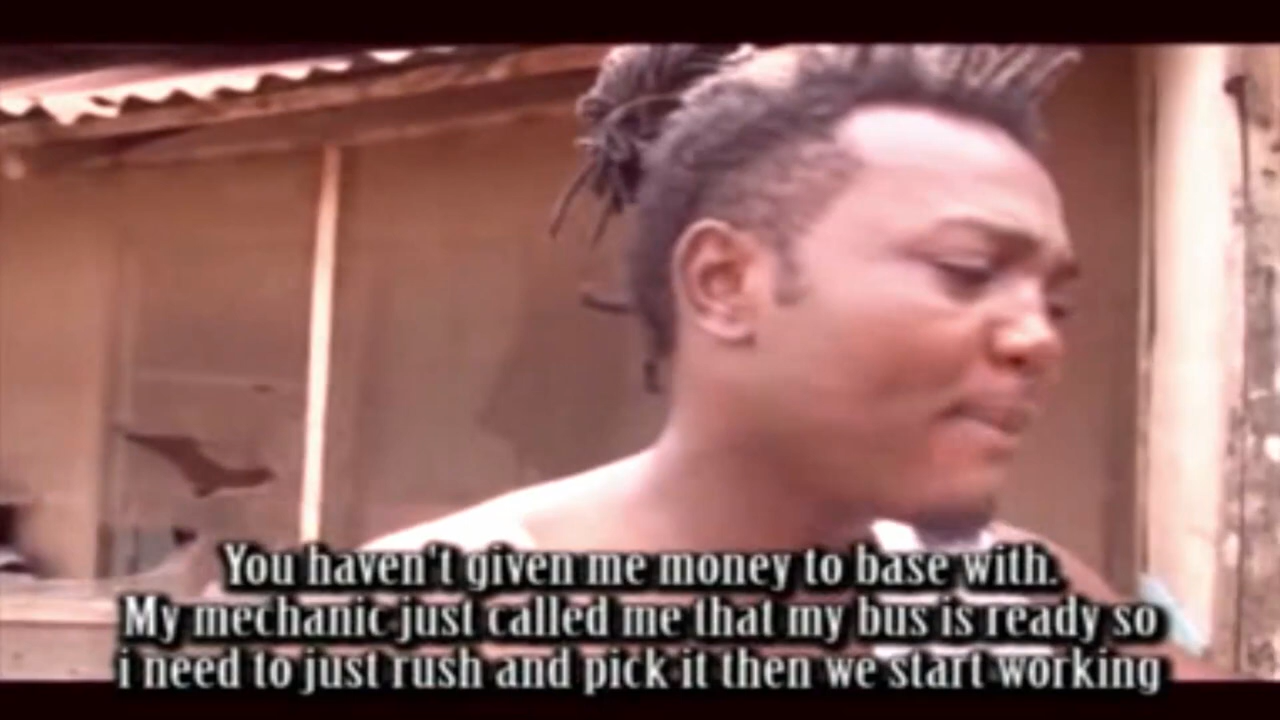 You haven't given me money to base with.
My mechanic just called me that my bus is ready so
i need to just rush and pick it then we start working